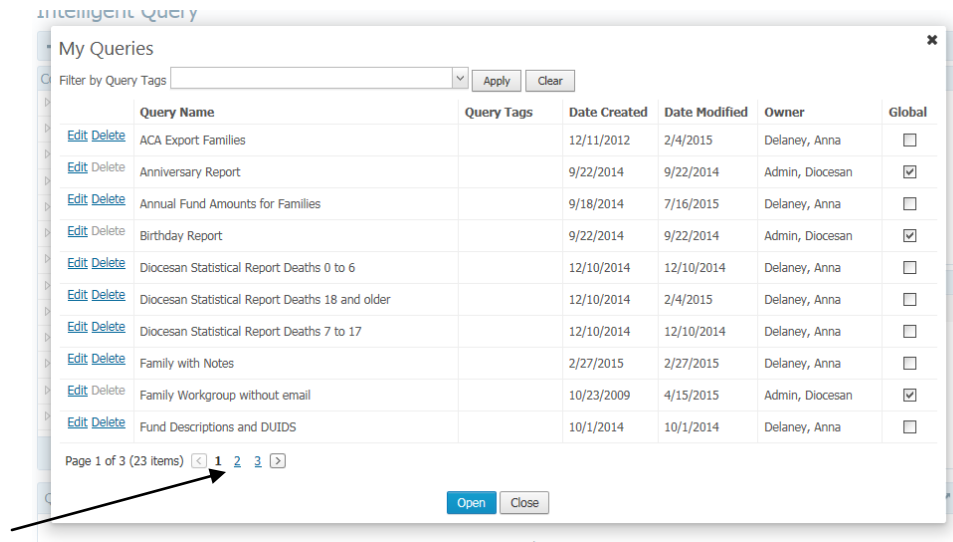 Intelligent Query
My Queries
Filter by Query Tags Apply Clear
Query Name Query Tags Date Created Date Modified Owner Global
Edit Delete ACA Export Families 12/11/2012 2/4/2015 Delaney, Anna
Edit Delete Anniversary Report 9/22/2014 9/22/2014 Admin, Diocesan
Edit Delete Annual Fund Amounts for Families 9/18/2014 7/16/2015 Delaney, Anna
Edit Delete Birthday Report 9/22/2014 9/22/2014 Admin, Diocesan
Edit Delete Diocesan Statistical Report Deaths 0 to 6 12/10/2014 12/10/2014 Delaney, Anna
Edit Delete Diocesan Statistical Report Deaths 18 and older 12/10/2014 2/4/2015 Delaney, Anna
Edit Delete Diocesan Statistical Report Deaths 7 to 17 12/10/2014 12/10/2014 Delaney, Anna
Edit Delete Family with Notes 2/27/2015 2/27/2015 Delaney, Anna
Edit Delete Family Workgroup without email 10/23/2009 4/15/2015 Admin, Diocesan
Edit Delete Fund Descriptions and DUIDS 10/1/2014 10/1/2014 Delaney, Anna
Page 1 of 3 (23 items) < 1 2 3 >
Open Close